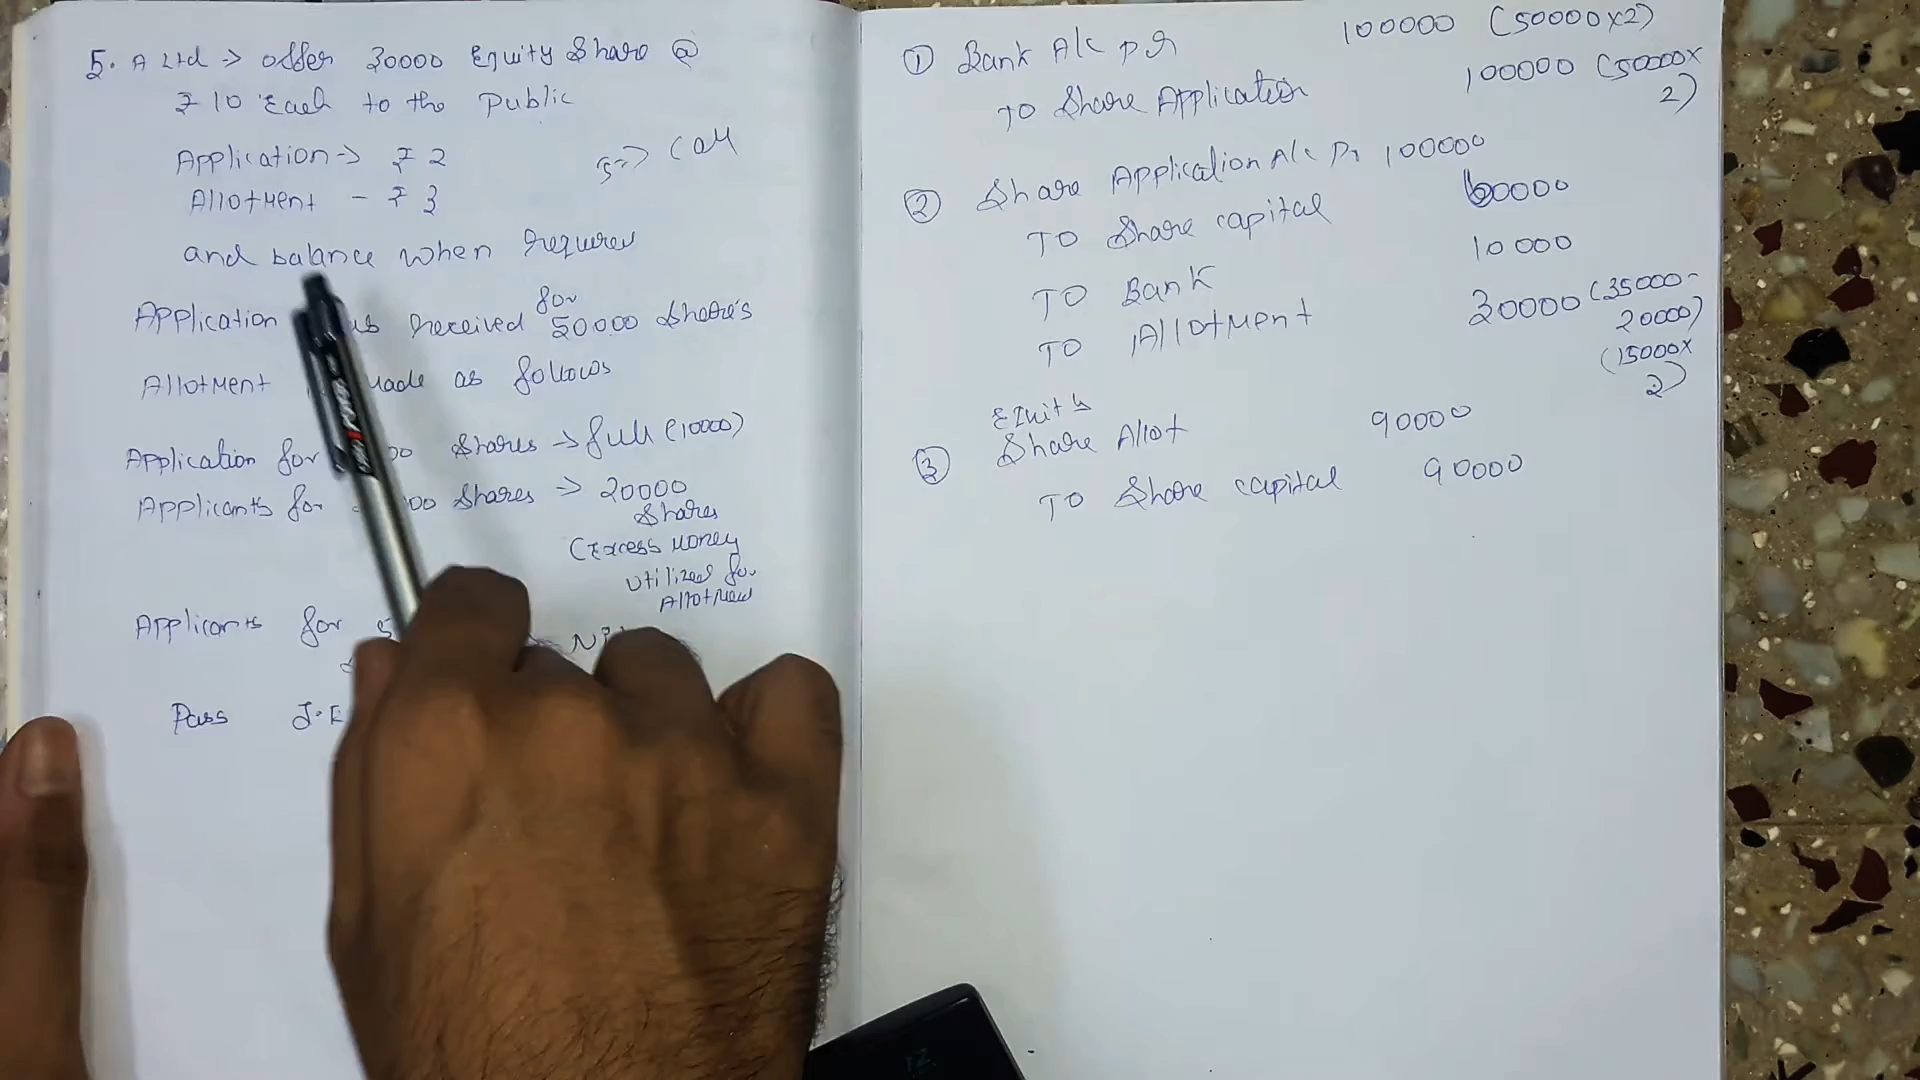 5. A Ltd -> offer 30000 Equity Share @
₹ 10 Each to the Public
Application -> ₹ 2
5 => Call
Allotment - ₹ 3
and balance when required
Application received for 50000 Share's
Allotment as follows
Application for Shares -> full (10000)
Applicants for Shares -> 20000
Shares
(Excess Money
utilized for
Allotment
Applicants for
Pass J.E
① Bank A/c Dr 100000 (50000x2)
TO Share Application 100000 (50000x
2)
② Share Application A/c Dr 100000
TO Share capital 60000
TO Bank 10000
TO Allotment 30000 (35000-
20000)
(15000x
2)
③ Equity
Share Allot 90000
TO Share capital 90000